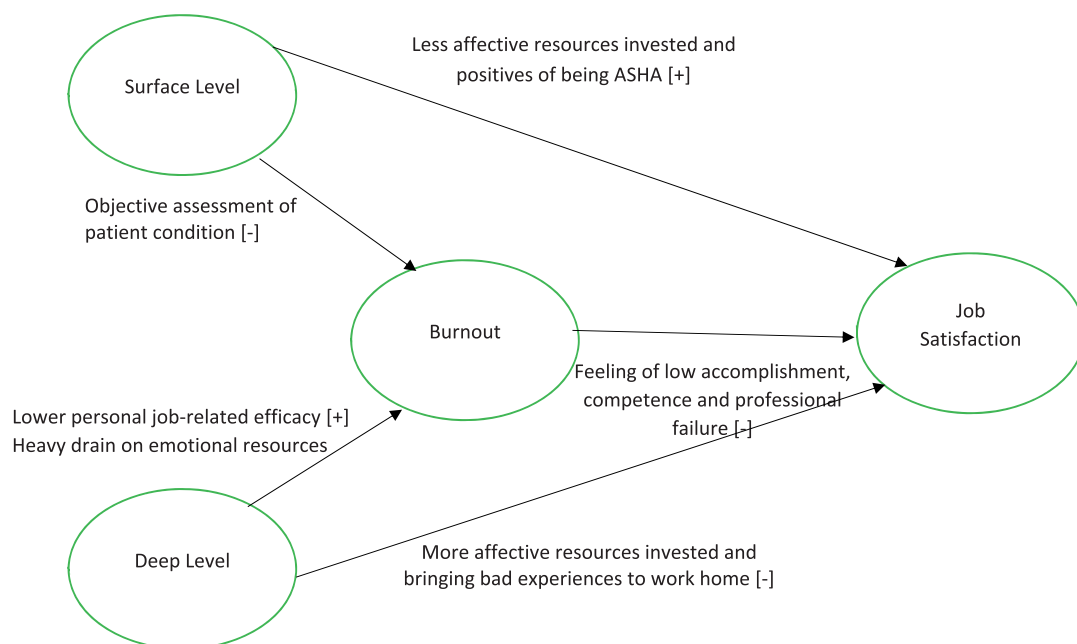 Surface Level
Less affective resources invested and
positives of being ASHA [+]
Objective assessment of
patient condition [-]
Burnout
Job
Satisfaction
Feeling of low accomplishment,
competence and professional
failure [-]
Lower personal job-related efficacy [+]
Heavy drain on emotional resources
Deep Level
More affective resources invested and
bringing bad experiences to work home [-]